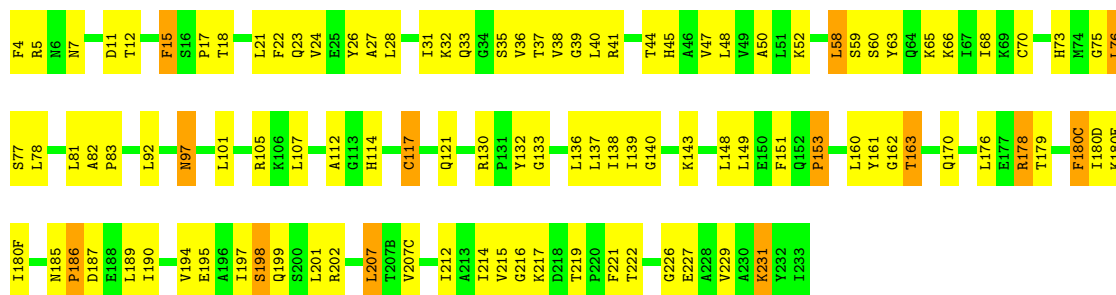 F4 R5 N6 N7 D11 T12 F15 S16 P17 T18 L21 F22 Q23 V24 E25 Y26 A27 L28 I31 K32 Q33 G34 S35 V36 T37 V38 G39 L40 R41 T44 H45 A46 V47 L48 V49 A50 L51 K52 L58 S59 S60 Y63 Q64 K65 K66 I67 I68 K69 C70 H73 M74 G75
S77 L78 L81 A82 P83 L92 N97 L101 R105 K106 L107 A112 G113 H114 C117 Q121 R130 P131 Y132 G133 L136 L137 I138 I139 G140 K143 L148 L149 E150 F151 Q152 P153 L160 Y161 G162 T163 Q170 L176 E177 R178 T179 F180C I180D
I180F N185 P186 D187 E188 L189 I190 V194 E195 A196 I197 S198 Q199 S200 L201 R202 L207 T207B V207C I212 A213 I214 V215 G216 K217 D218 T219 P220 F221 T222 G226 E227 A228 V229 A230 K231 Y232 I233